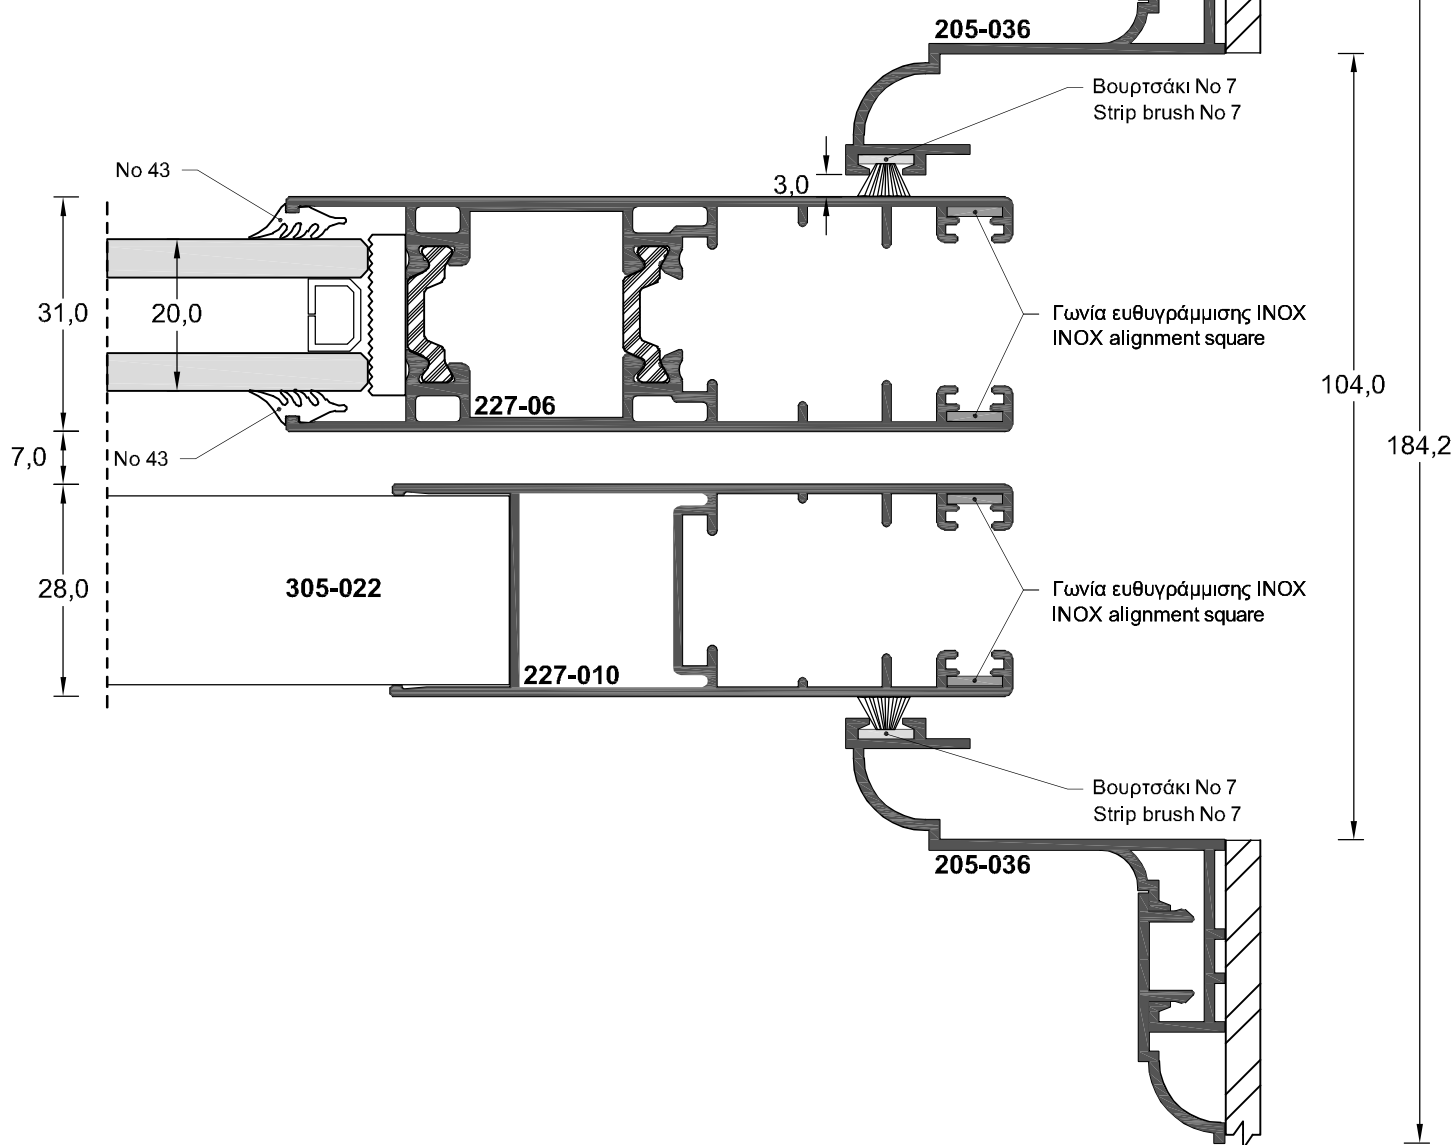 205-036
Βουρτσάκι No 7
Strip brush No 7
No 43
3,0
31,0
20,0
Γωνία ευθυγράμμισης INOX
INOX alignment square
104,0
227-06
184,2
7,0
No 43
28,0
305-022
Γωνία ευθυγράμμισης INOX
INOX alignment square
227-010
Βουρτσάκι No 7
Strip brush No 7
205-036